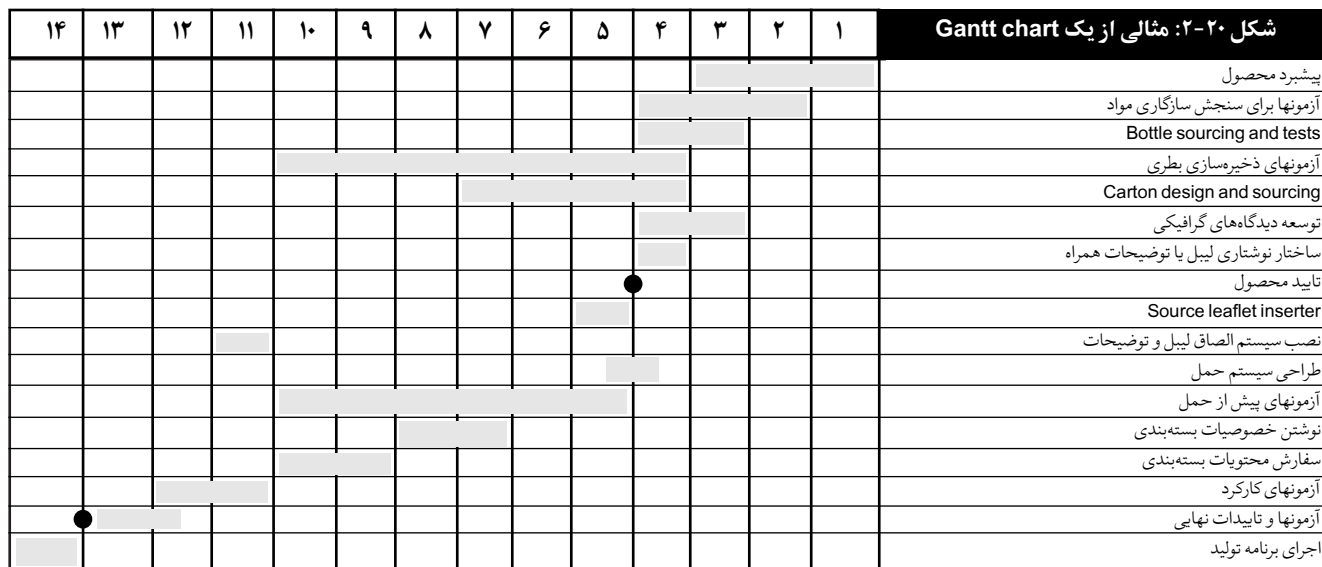 شکل ۲۰-۲: مثالی از یک Gantt chart
۱ ۲ ۳ ۴ ۵ ۶ ۷ ۸ ۹ ۱۰ ۱۱ ۱۲ ۱۳ ۱۴
پیشبرد محصول
آزمونها برای سنجش سازگاری مواد
Bottle sourcing and tests
آزمونهای ذخیره‌سازی بطری
Carton design and sourcing
توسعه دیدگاه‌های گرافیکی
ساختار نوشتاری لیبل یا توضیحات همراه
تایید محصول
Source leaflet inserter
نصب سیستم الصاق لیبل و توضیحات
طراحی سیستم حمل
آزمونهای پیش از حمل
نوشتن خصوصیات بسته‌بندی
سفارش محتویات بسته‌بندی
آزمونهای کارکرد
آزمونها و تاییدات نهایی
اجرای برنامه تولید